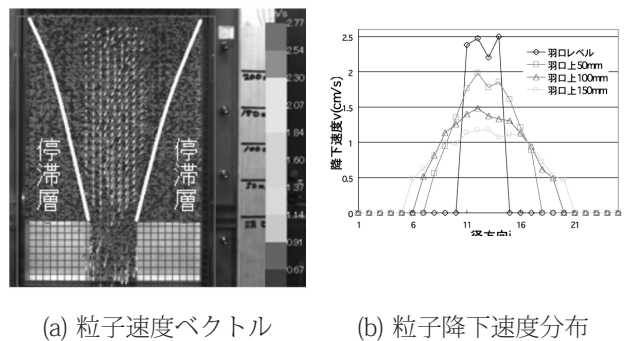 m/s
2.77
2.54
2.30
2.07
1.84
1.60
1.37
1.14
0.91
0.67
停滞層
停滞層
降下速度v(cm/s)
2.5
2
1.5
1
0.5
0
羽口レベル
羽口上50mm
羽口上100mm
羽口上150mm
1 6 11 16 21
径方向i
(a) 粒子速度ベクトル
(b) 粒子降下速度分布